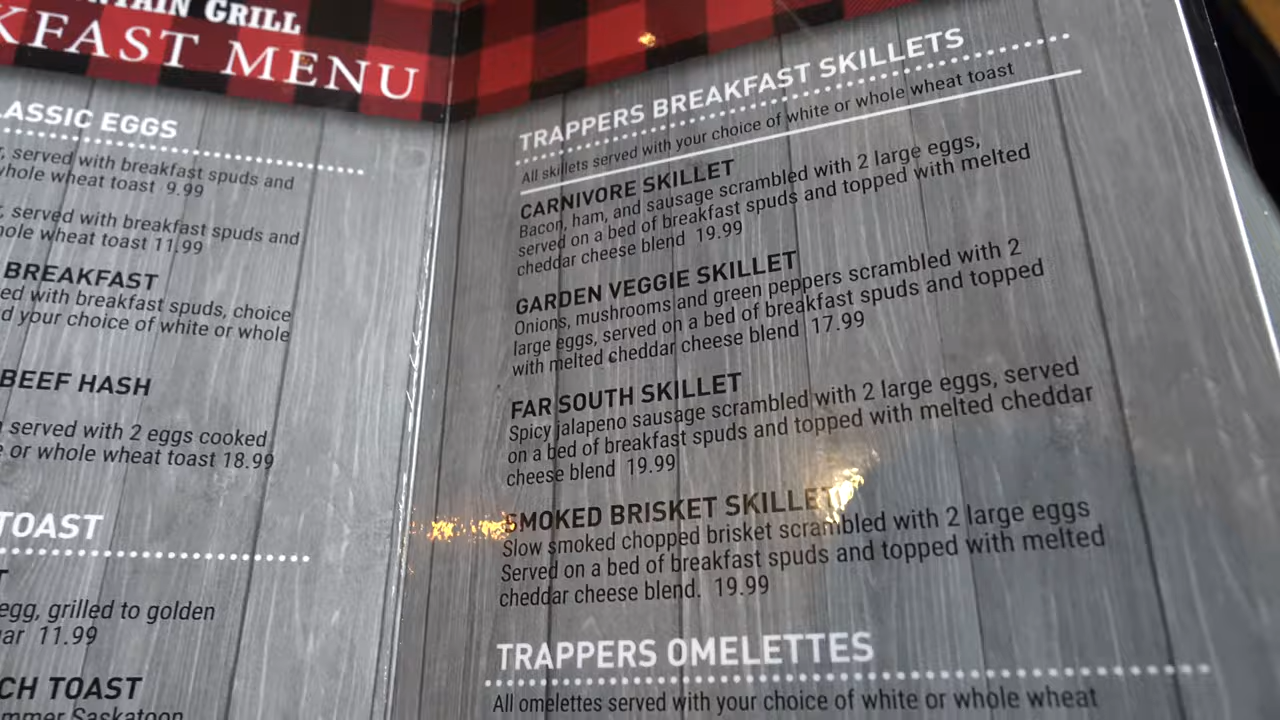 GRILL
MENU
EGGS
served with breakfast spuds and
whole wheat toast 9.99
served with breakfast spuds and
wheat toast 11.99
BREAKFAST
with breakfast spuds, choice
your choice of white or whole
BEEF HASH
served with 2 eggs cooked
or whole wheat toast 18.99
TOAST
egg, grilled to golden
11.99
TOAST
Saskatoon
TRAPPERS BREAKFAST SKILLETS
All skillets served with your choice of white or whole wheat toast
CARNIVORE SKILLET
Bacon, ham, and sausage scrambled with 2 large eggs,
served on a bed of breakfast spuds and topped with melted
cheddar cheese blend 19.99
GARDEN VEGGIE SKILLET
Onions, mushrooms and green peppers scrambled with 2
large eggs, served on a bed of breakfast spuds and topped
with melted cheddar cheese blend 17.99
FAR SOUTH SKILLET
Spicy jalapeno sausage scrambled with 2 large eggs, served
on a bed of breakfast spuds and topped with melted cheddar
cheese blend 19.99
SMOKED BRISKET SKILLET
Slow smoked chopped brisket scrambled with 2 large eggs
Served on a bed of breakfast spuds and topped with melted
cheddar cheese blend. 19.99
TRAPPERS OMELETTES
All omelettes served with your choice of white or whole wheat